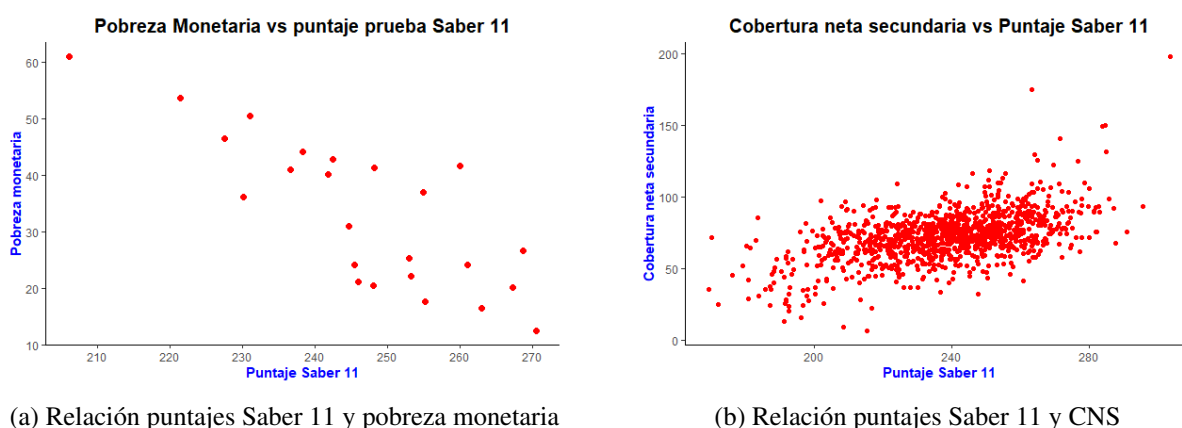 Pobreza Monetaria vs puntaje prueba Saber 11
Pobreza monetaria
60
50
40
30
20
10
210 220 230 240 250 260 270
Puntaje Saber 11
(a) Relación puntajes Saber 11 y pobreza monetaria
Cobertura neta secundaria vs Puntaje Saber 11
Cobertura neta secundaria
200
150
100
50
0
200 240 280
Puntaje Saber 11
(b) Relación puntajes Saber 11 y CNS